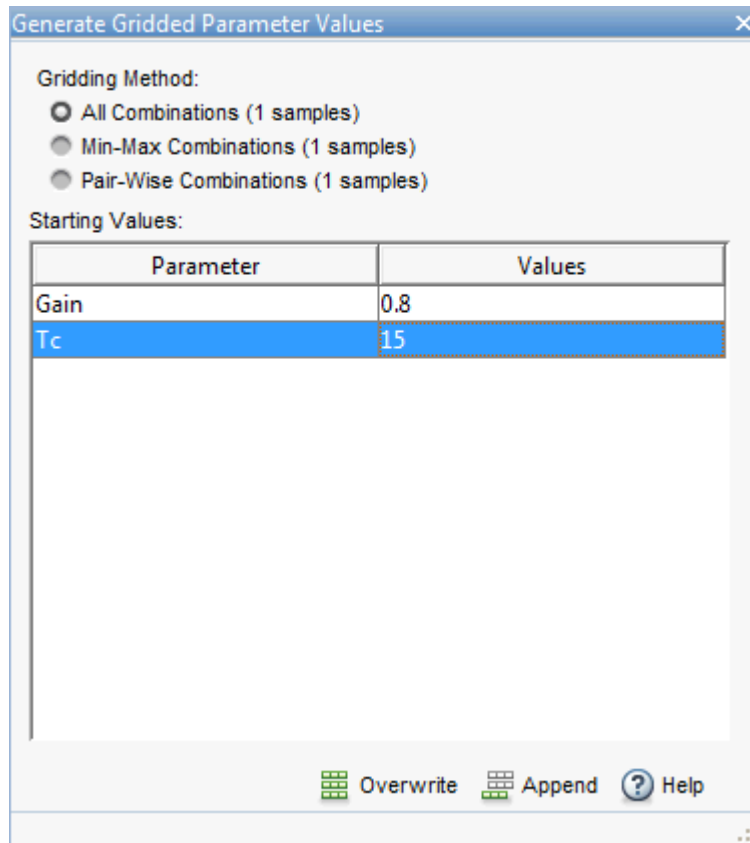 Generate Gridded Parameter Values
Gridding Method:
All Combinations (1 samples)
Min-Max Combinations (1 samples)
Pair-Wise Combinations (1 samples)
Starting Values:
Parameter Values
Gain 0.8
Tc 15
Overwrite Append ? Help